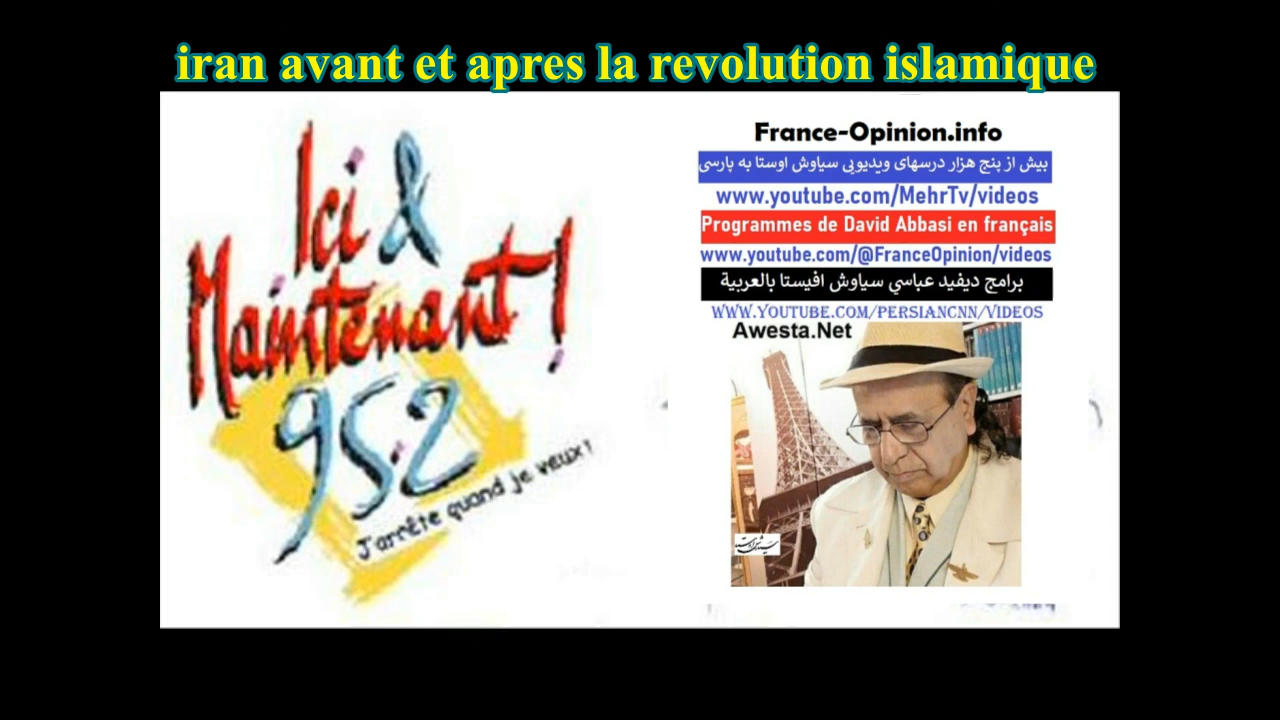 iran avant et apres la revolution islamique
Ici &
Maintenant !
95.2
J'arrête quand je veux !
France-Opinion.info
بیش از پنج هزار درسهای ویدیویی سیاوش اوستا به پارسی
www.youtube.com/MehrTv/videos
Programmes de David Abbasi en français
www.youtube.com/@FranceOpinion/videos
برامج ديفيد عباسي سياوش افيستا بالعربية
WWW.YOUTUBE.COM/PERSIANCNN/VIDEOS
Awesta.Net
سیاوش اوستا